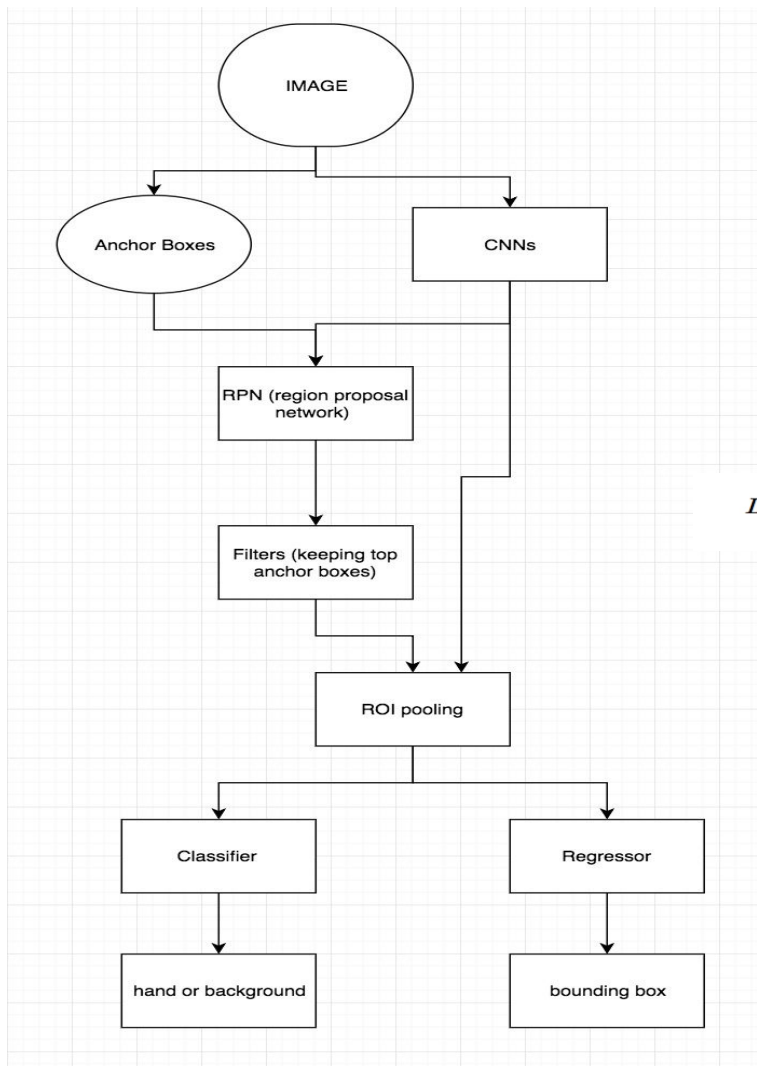 IMAGE
Anchor Boxes
CNNs
RPN (region proposal
network)
Filters (keeping top
anchor boxes)
ROI pooling
Classifier
Regressor
hand or background
bounding box